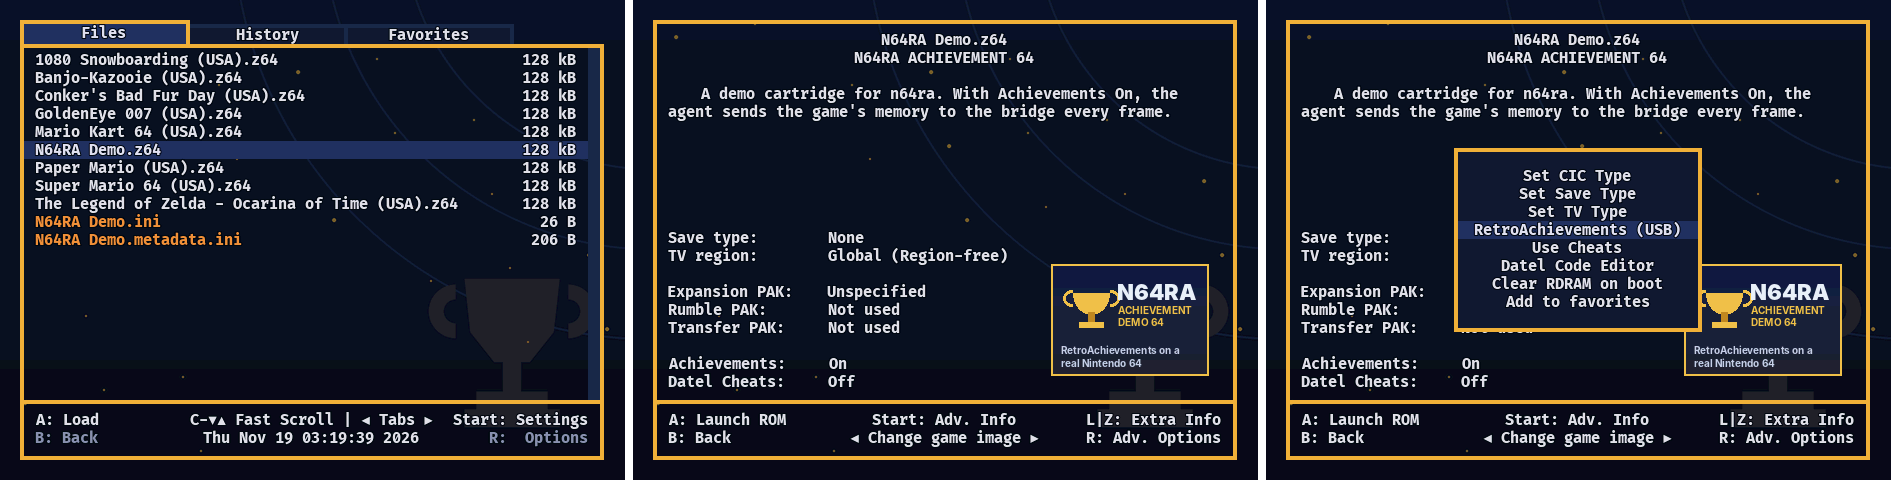 Files History Favorites
1080 Snowboarding (USA).z64 128 kB
Banjo-Kazooie (USA).z64 128 kB
Conker's Bad Fur Day (USA).z64 128 kB
GoldenEye 007 (USA).z64 128 kB
Mario Kart 64 (USA).z64 128 kB
N64RA Demo.z64 128 kB
Paper Mario (USA).z64 128 kB
Super Mario 64 (USA).z64 128 kB
The Legend of Zelda - Ocarina of Time (USA).z64 128 kB
N64RA Demo.ini 26 B
N64RA Demo.metadata.ini 206 B
A: Load C-▼▲ Fast Scroll | ◀ Tabs ▶ Start: Settings
B: Back Thu Nov 19 03:19:39 2026 R: Options
N64RA Demo.z64
N64RA ACHIEVEMENT 64
A demo cartridge for n64ra. With Achievements On, the
agent sends the game's memory to the bridge every frame.
Save type: None
TV region: Global (Region-free)
Expansion PAK: Unspecified
Rumble PAK: Not used
Transfer PAK: Not used
Achievements: On
Datel Cheats: Off
N64RA
ACHIEVEMENT
DEMO 64
RetroAchievements on a
real Nintendo 64
A: Launch ROM Start: Adv. Info L|Z: Extra Info
B: Back ◀ Change game image ▶ R: Adv. Options
N64RA Demo.z64
N64RA ACHIEVEMENT 64
A demo cartridge for n64ra. With Achievements On, the
agent sends the game's memory to the bridge every frame.
Set CIC Type
Set Save Type
Set TV Type
RetroAchievements (USB)
Use Cheats
Datel Code Editor
Clear RDRAM on boot
Add to favorites
Save type:
TV region:
Expansion PAK:
Rumble PAK:
Transfer PAK:
Achievements: On
Datel Cheats: Off
N64RA
ACHIEVEMENT
DEMO 64
RetroAchievements on a
real Nintendo 64
A: Launch ROM Start: Adv. Info L|Z: Extra Info
B: Back ◀ Change game image ▶ R: Adv. Options